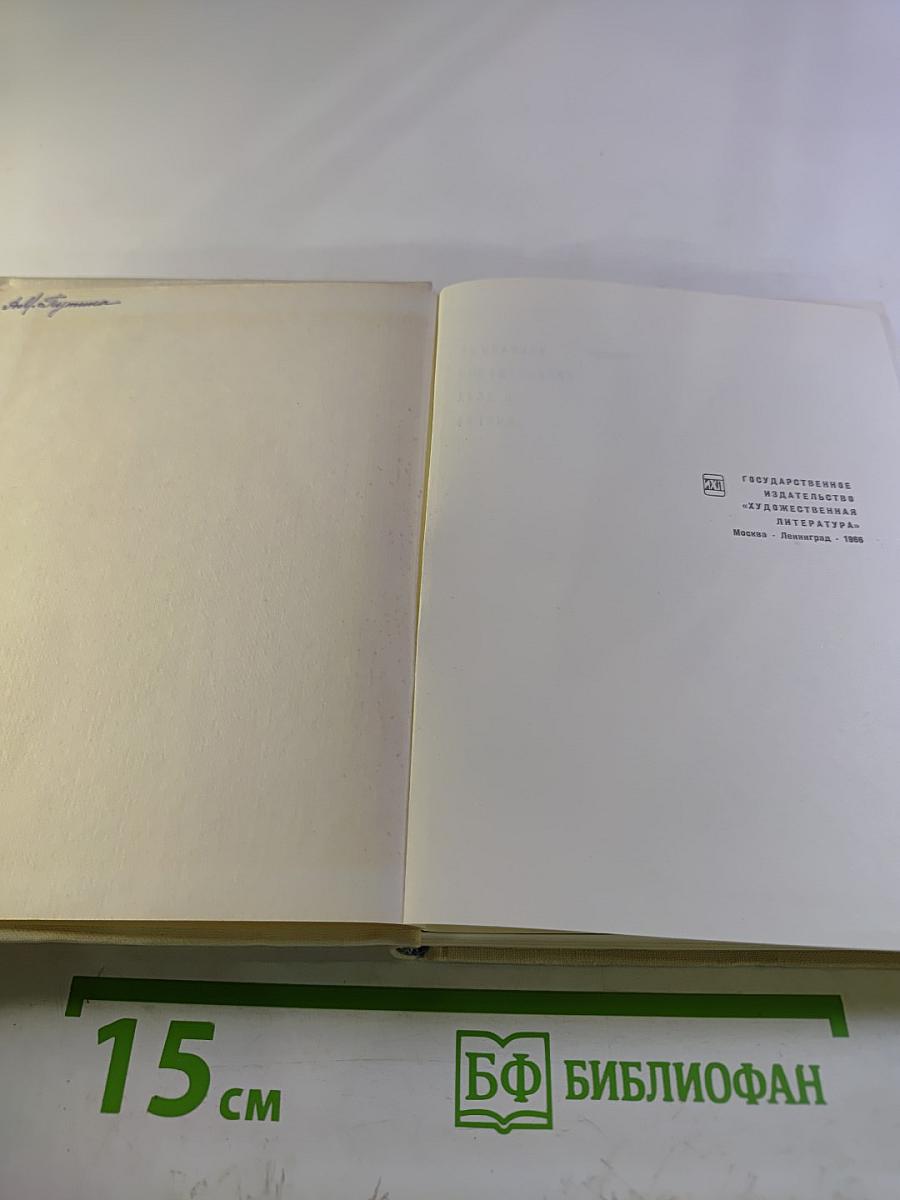 ГОСУДАРСТВЕННОЕ
ИЗДАТЕЛЬСТВО
«ХУДОЖЕСТВЕННАЯ
ЛИТЕРАТУРА»
Москва - Ленинград - 1966
15 см
БФ БИБЛИОФАН